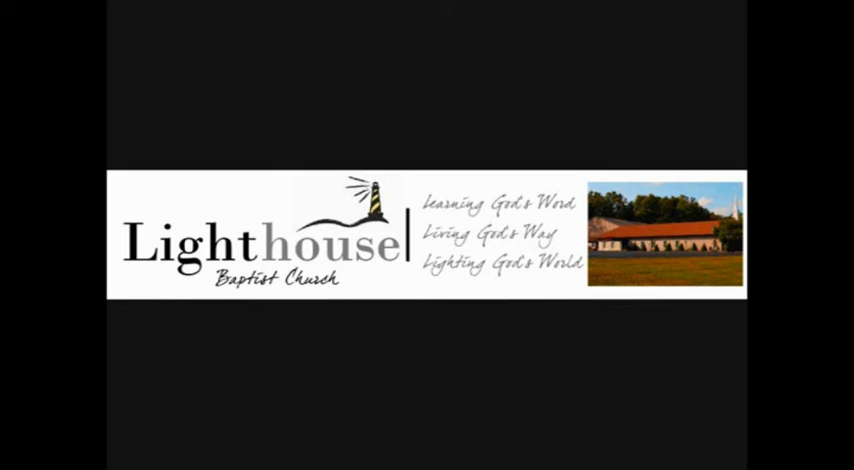 Lighthouse
Baptist Church
Learning God's Word
Living God's Way
Lighting God's World